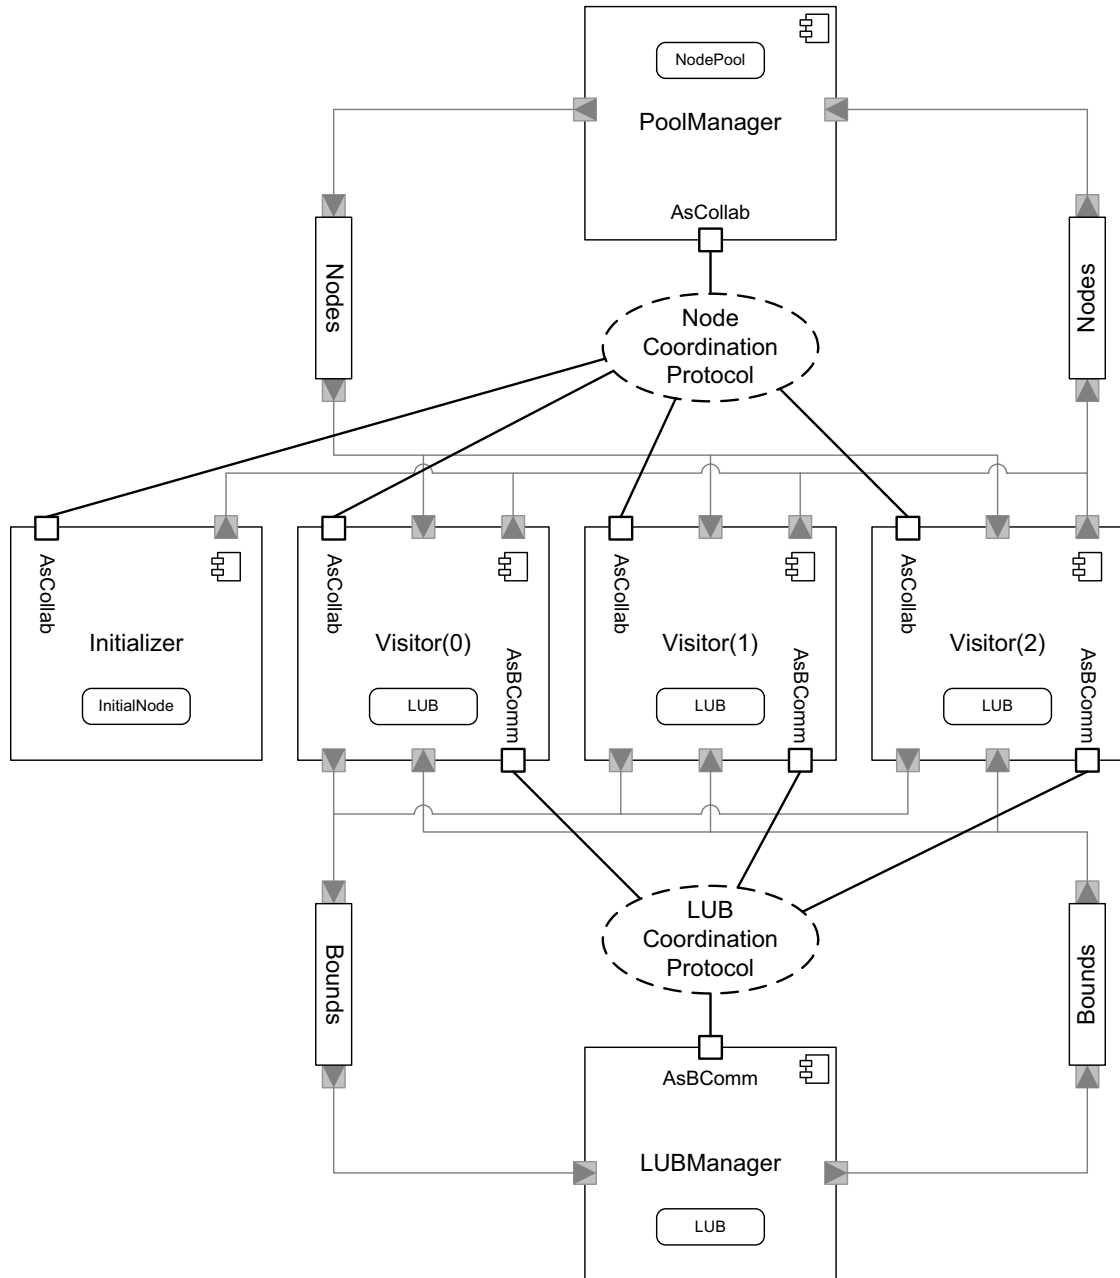 NodePool
PoolManager
AsCollab
Nodes
Nodes
Node
Coordination
Protocol
AsCollab
AsCollab
AsCollab
AsCollab
Initializer
Visitor(0)
Visitor(1)
Visitor(2)
InitialNode
LUB
LUB
LUB
AsBComm
AsBComm
AsBComm
Bounds
LUB
Coordination
Protocol
Bounds
AsBComm
LUBManager
LUB